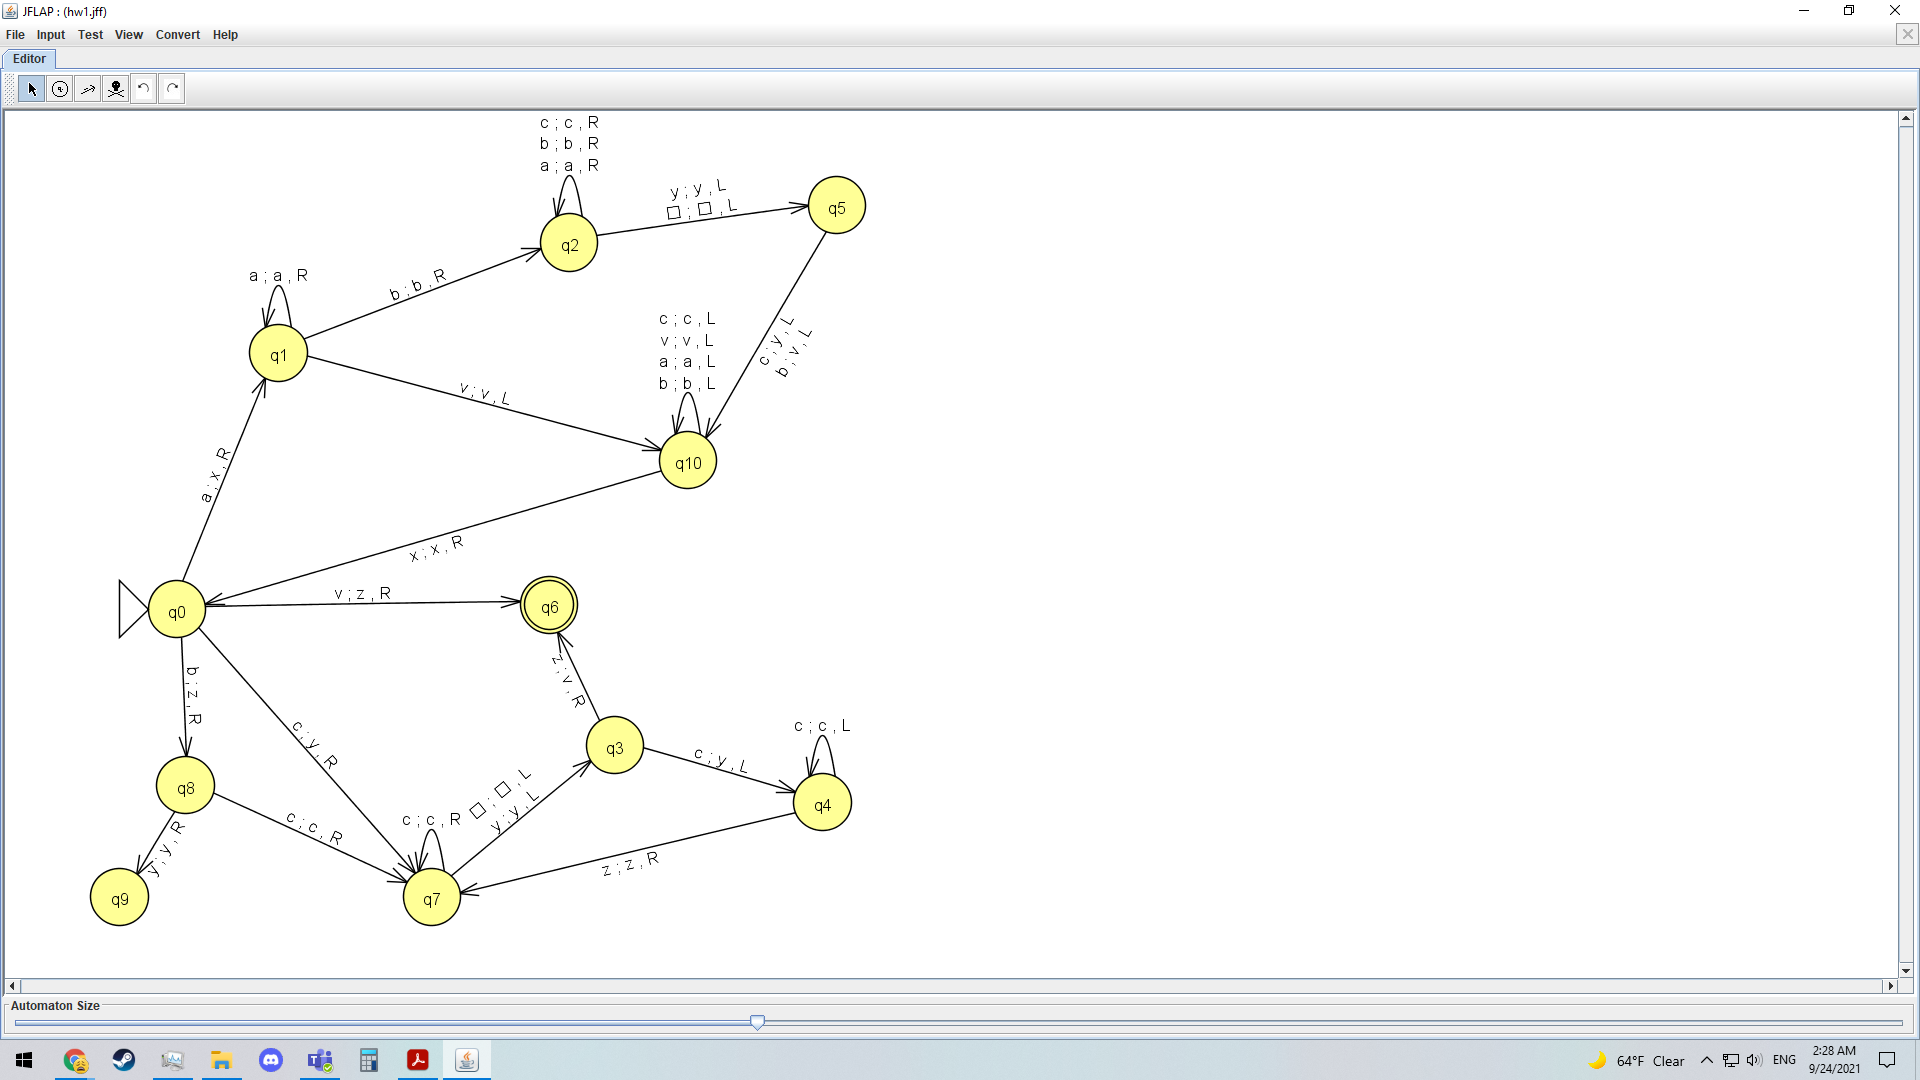 JFLAP : (hw1.jff)
File Input Test View Convert Help
Editor
c ; c , R
b ; b , R
a ; a , R
q2
y ; y , L
□ ; □ , L
q5
a ; a , R
q1
b ; b , R
c ; c , L
v ; v , L
a ; a , L
b ; b , L
c ; y , L
b ; v , L
v ; v , L
q10
a ; x , R
x ; x , R
q0
v ; z , R
q6
b ; z , R
z ; v , R
c ; y , R
q3
c ; y , L
c ; c , L
q4
q8
c ; c , R
□ ; □ , L
y ; y , L
c ; c , R
y ; y , R
z ; z , R
q9
q7
Automaton Size
64°F Clear
ENG
2:28 AM
9/24/2021